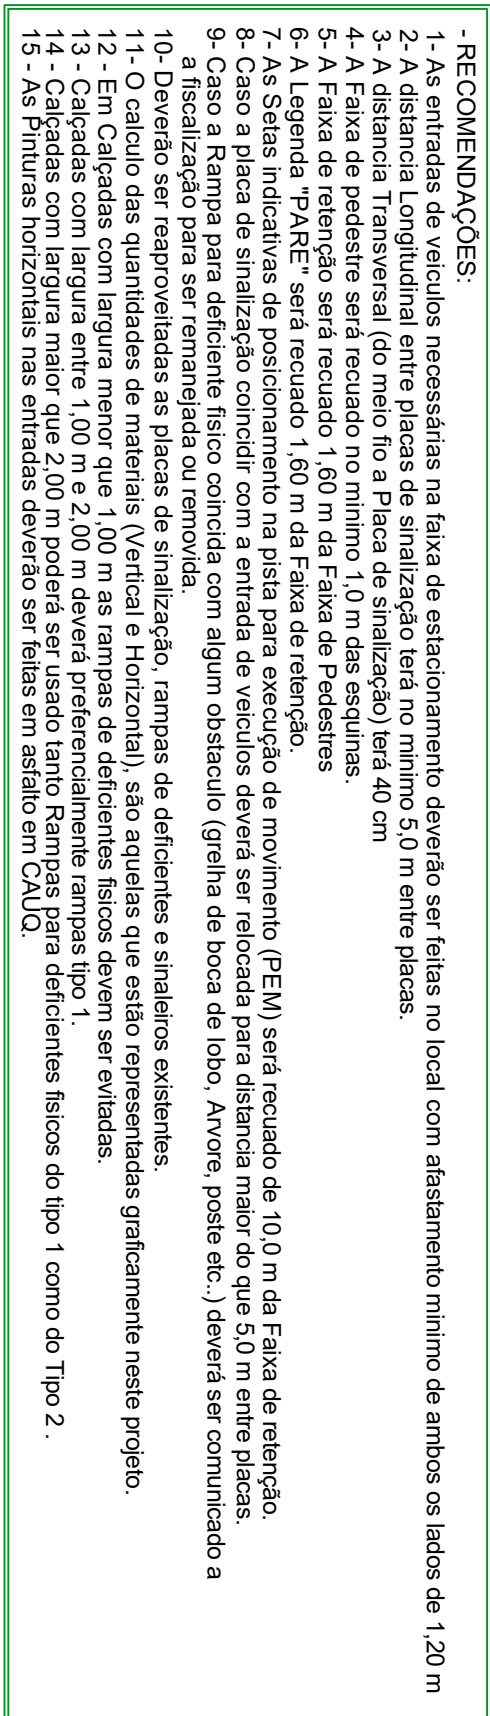 - RECOMENDAÇÕES:
1- As entradas de veiculos necessárias na faixa de estacionamento deverão ser feitas no local com afastamento minimo de ambos os lados de 1,20 m
2- A distancia Longitudinal entre placas de sinalização terá no minimo 5,0 m entre placas.
3- A distancia Transversal (do meio fio a Placa de sinalização) terá 40 cm
4- A Faixa de pedestre será recuado no minimo 1,0 m das esquinas.
5- A Faixa de retenção será recuado 1,60 m da Faixa de Pedestres
6- A Legenda "PARE" será recuado 1,60 m da Faixa de retenção.
7- As Setas indicativas de posicionamento na pista para execução de movimento (PEM) será recuado de 10,0 m da Faixa de retenção.
8- Caso a placa de sinalização coincidir com a entrada de veiculos deverá ser relocada para distancia maior do que 5,0 m entre placas.
9- Caso a Rampa para deficiente fisico coincida com algum obstaculo (grelha de boca de lobo, Arvore, poste etc..) deverá ser comunicado a
a fiscalização para ser remanejada ou removida.
10- Deverão ser reaproveitadas as placas de sinalização, rampas de deficientes e sinaleiros existentes.
11- O calculo das quantidades de materiais (Vertical e Horizontal), são aquelas que estão representadas graficamente neste projeto.
12 - Em Calçadas com largura menor que 1,00 m as rampas de deficientes fisicos devem ser evitadas.
13 - Calçadas com largura entre 1,00 m e 2,00 m deverá preferencialmente rampas tipo 1.
14 - Calçadas com largura maior que 2,00 m poderá ser usado tanto Rampas para deficientes fisicos do tipo 1 como do Tipo 2 .
15 - As Pinturas horizontais nas entradas deverão ser feitas em asfalto em CAUQ.